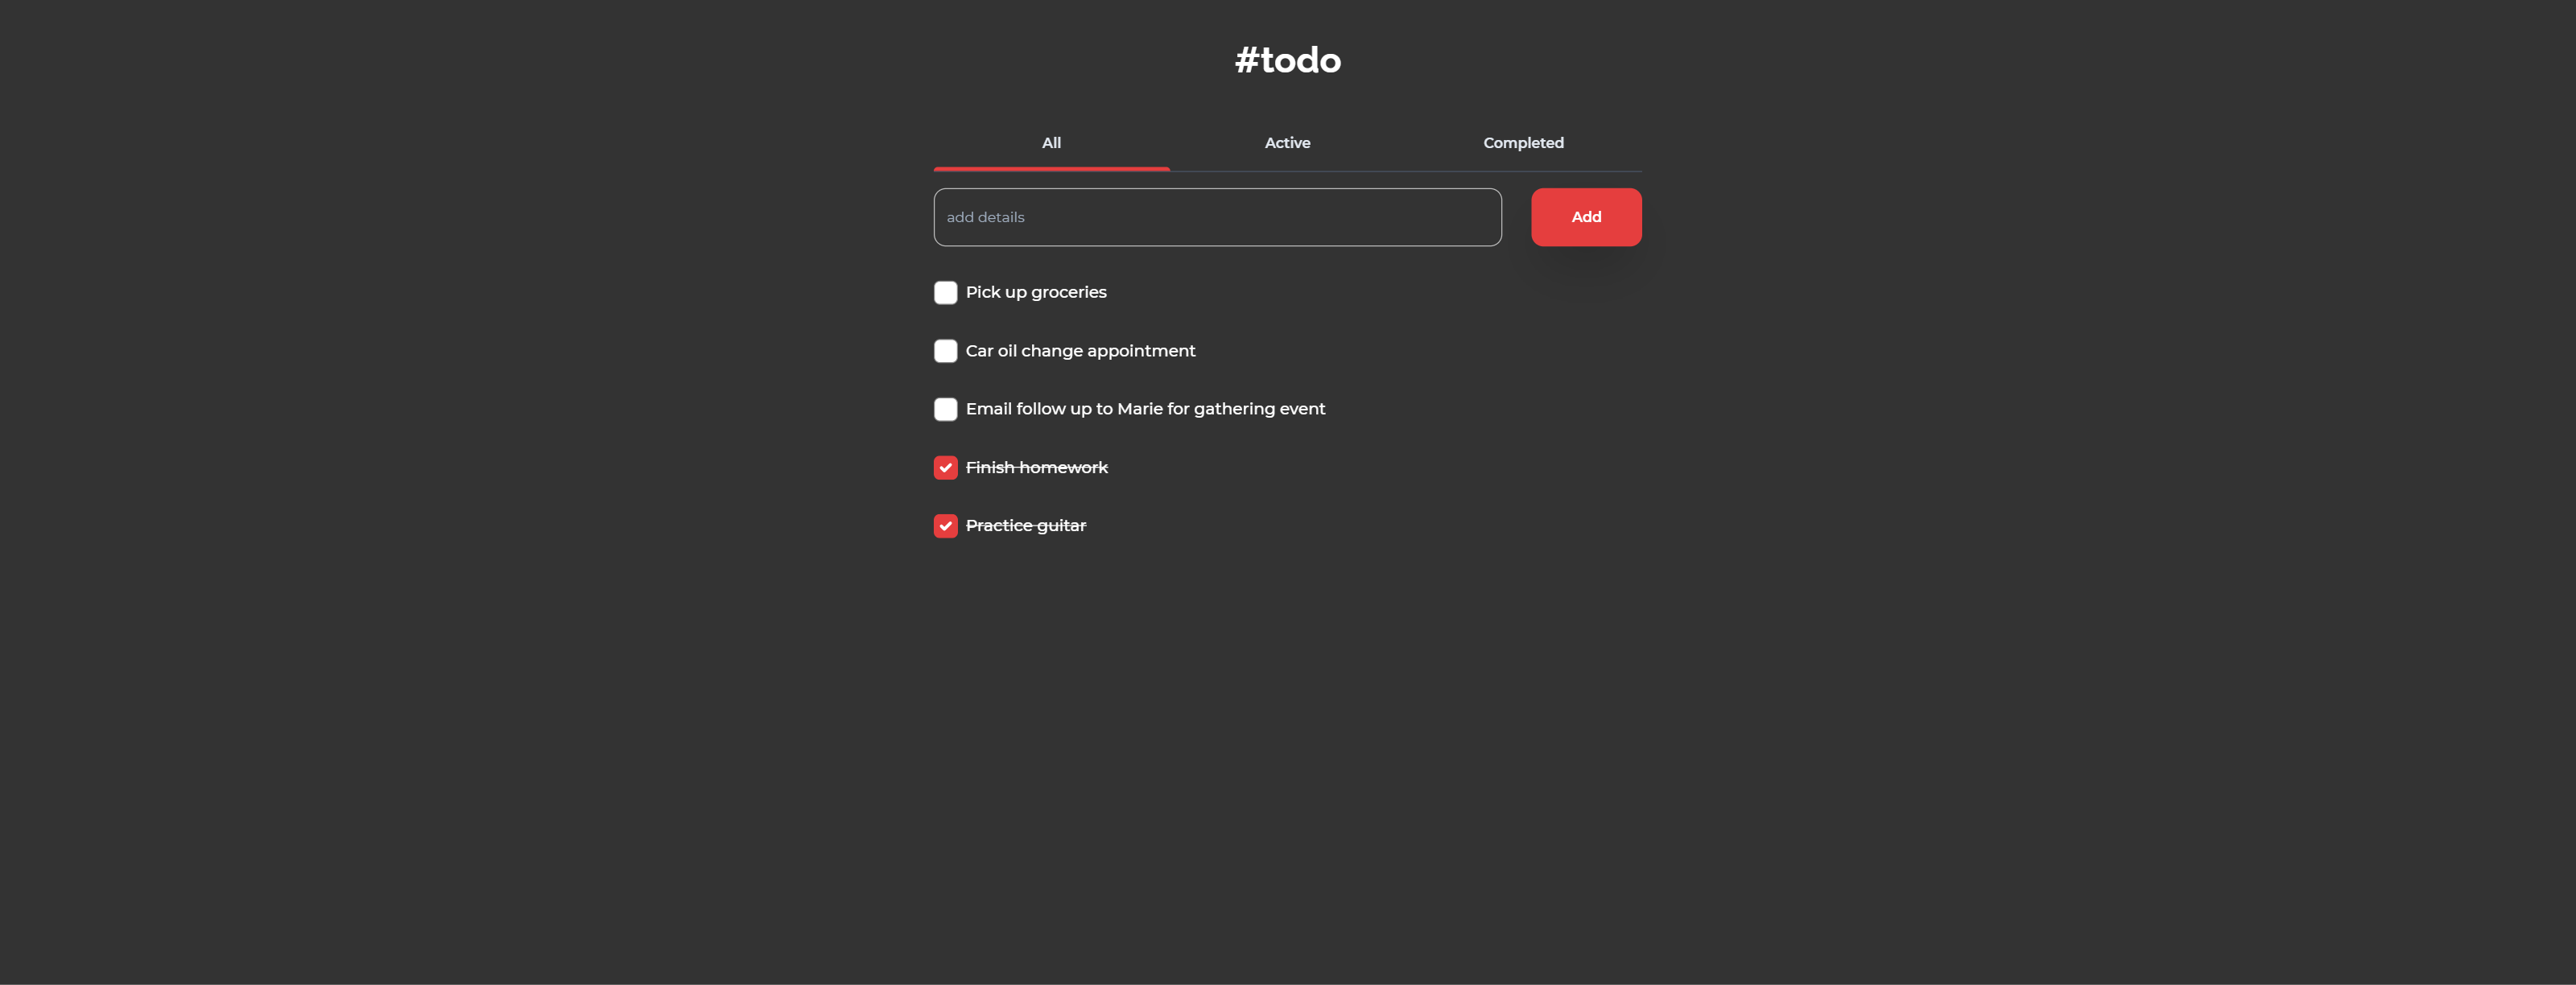 #todo
All Active Completed
add details Add
Pick up groceries
Car oil change appointment
Email follow up to Marie for gathering event
Finish homework
Practice guitar